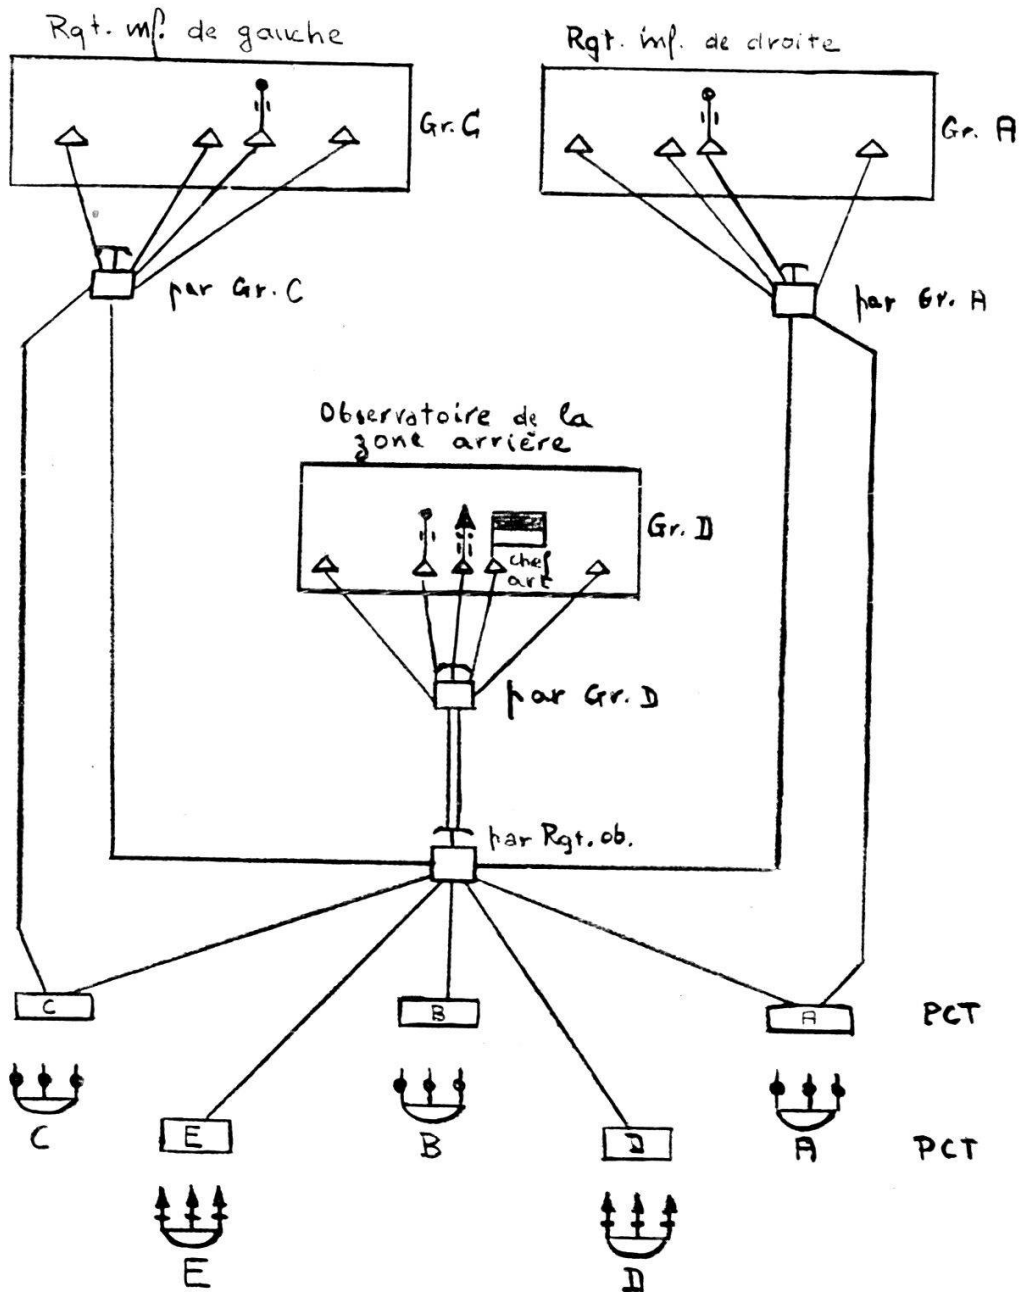 Rgt. inf. de gauche
Rgt. inf. de droite
Gr. C
Gr. A
par Gr. C
par Gr. A
Observatoire de la
zone arrière
Gr. D
chef
art
par Gr. D
par Rgt. ob.
C
B
A
PCT
C
E
B
D
A
PCT
E
D